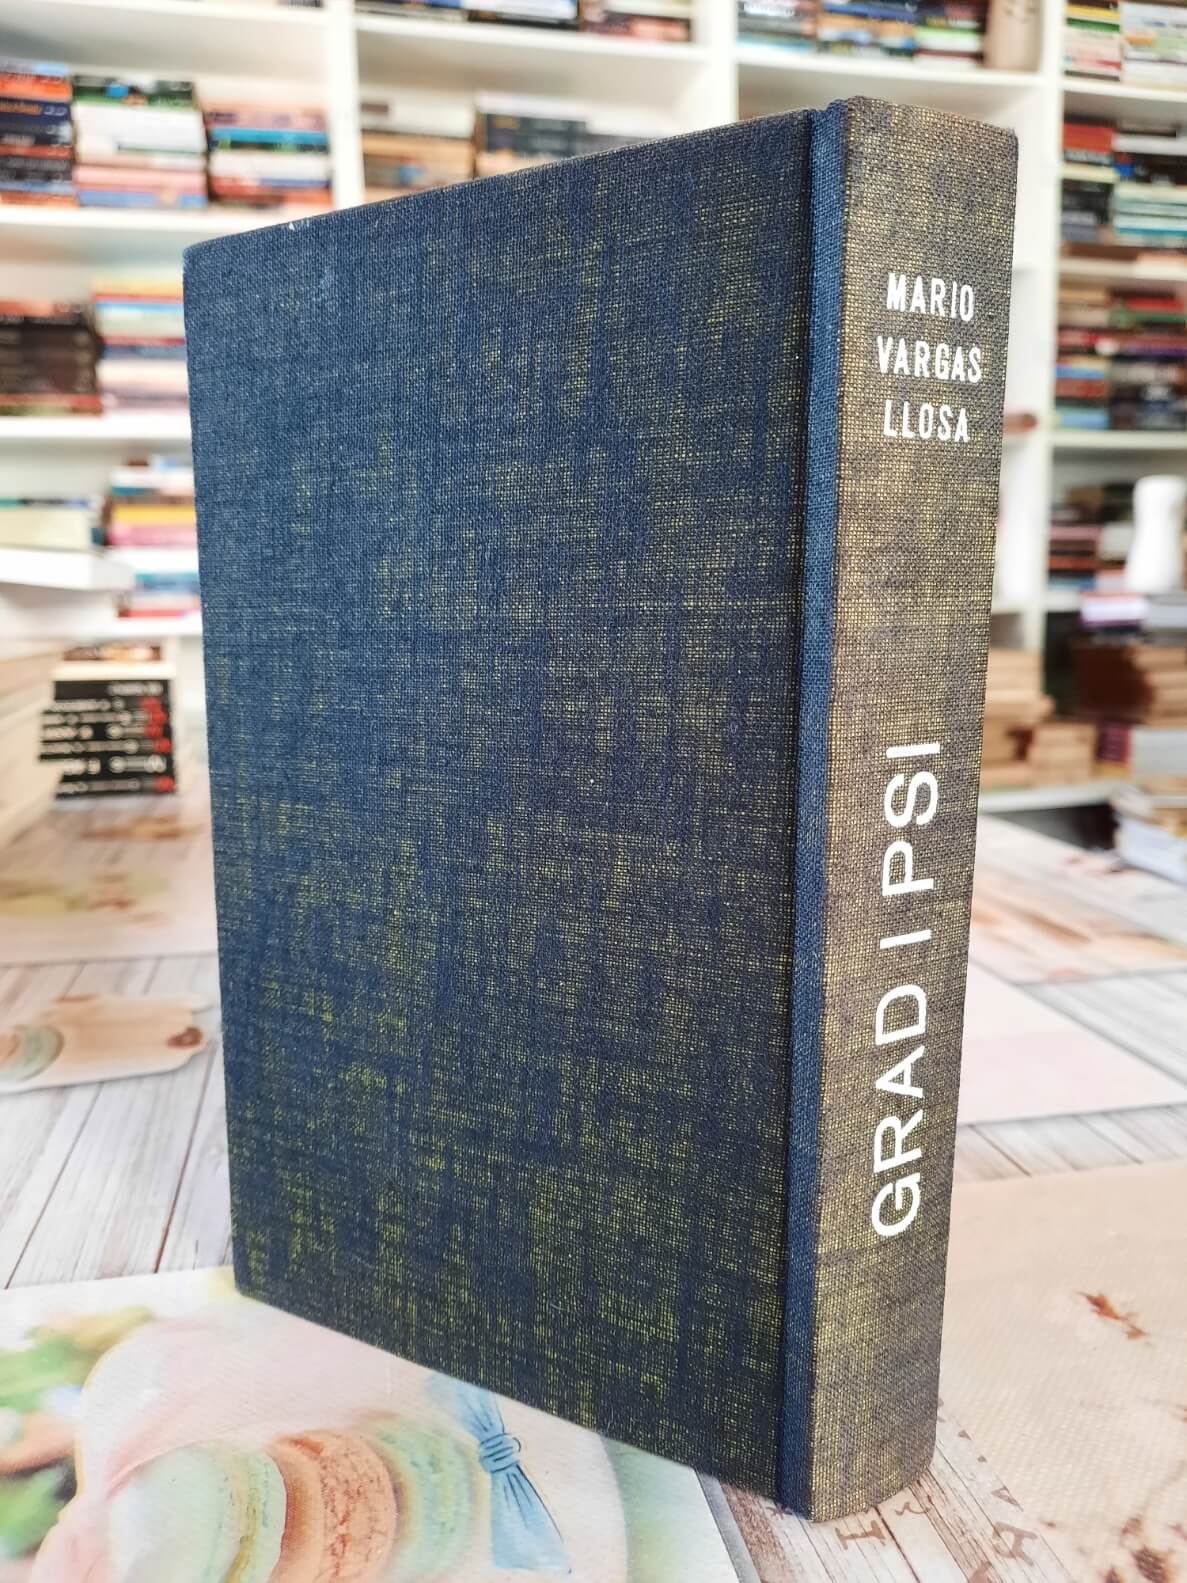 MARIO
VARGAS
LLOSA
GRAD I PSI